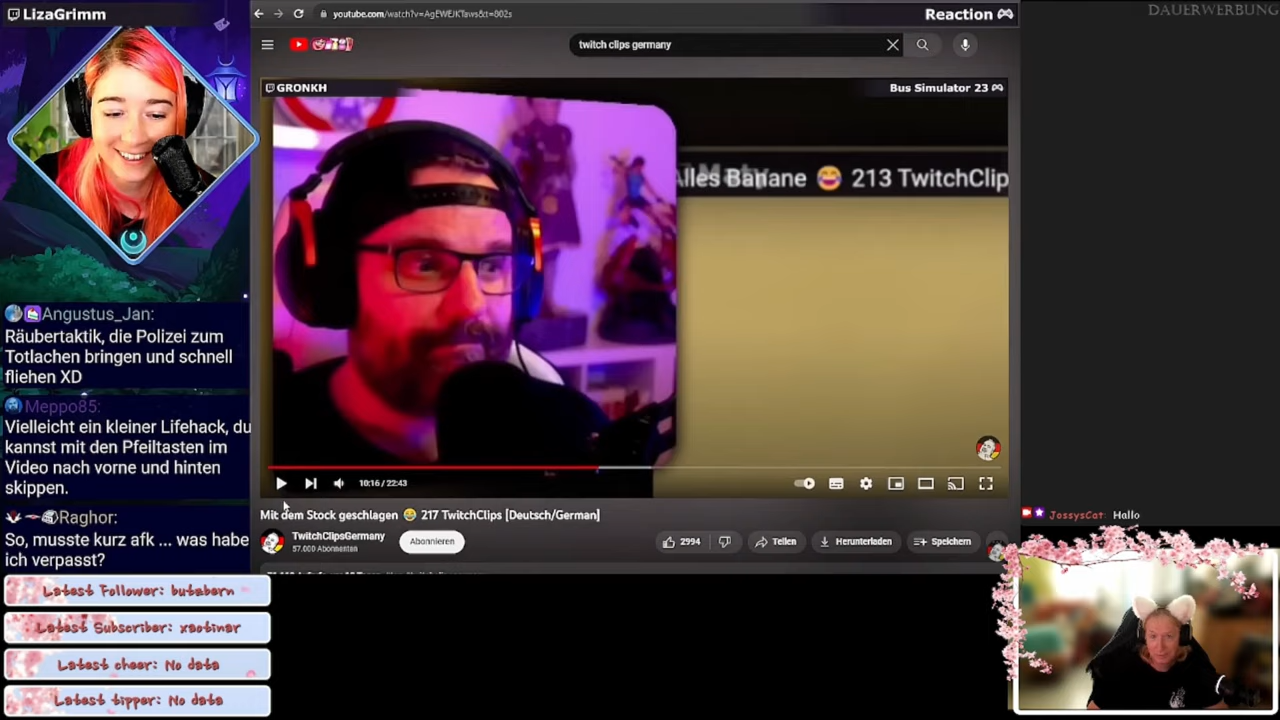 LizaGrimm
youtube.com/watch?v=AgEWEJKTaws&t=802s
Reaction
DAUERWERBUNG
twitch clips germany
GRONKH
Bus Simulator 23
Alles Banane 😂 213 TwitchClip
Angustus_Jan:
Räubertaktik, die Polizei zum
Totlachen bringen und schnell
fliehen XD
Meppo85:
Vielleicht ein kleiner Lifehack, du
kannst mit den Pfeiltasten im
Video nach vorne und hinten
skippen.
Raghor:
So, musste kurz afk ... was habe
ich verpasst?
10:16 / 22:43
Mit dem Stock geschlagen 😂 217 TwitchClips [Deutsch/German]
TwitchClipsGermany
57.000 Abonnenten
Abonnieren
2994
Teilen
Herunterladen
Speichern
JossysCat: Hallo
Latest Follower: butabern
Latest Subscriber: xaotinar
Latest cheer: No data
Latest tipper: No data